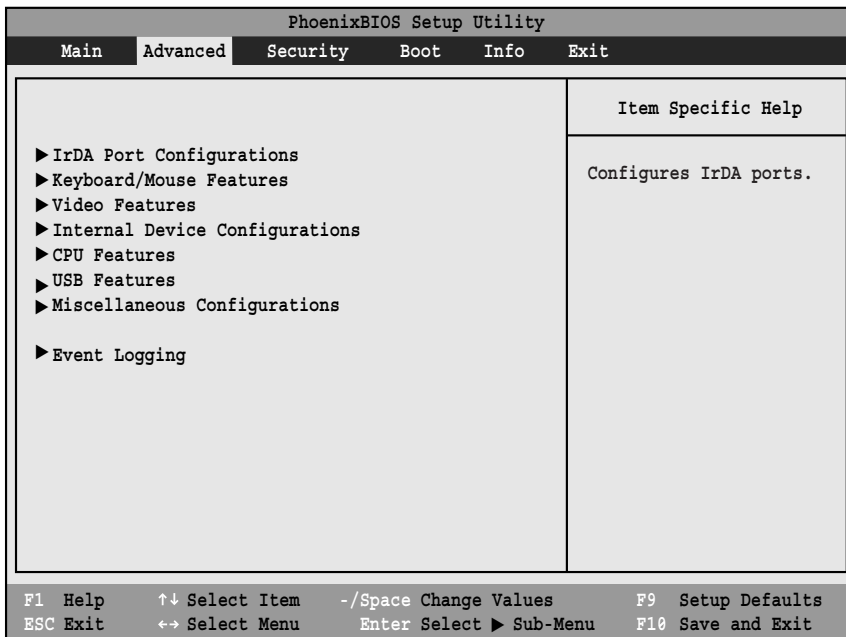 PhoenixBIOS Setup Utility
Main Advanced Security Boot Info Exit
Item Specific Help
Configures IrDA ports.
▶IrDA Port Configurations
▶Keyboard/Mouse Features
▶Video Features
▶Internal Device Configurations
▶CPU Features
▶USB Features
▶Miscellaneous Configurations
▶Event Logging
F1 Help ↑↓ Select Item -/Space Change Values F9 Setup Defaults
ESC Exit ←→ Select Menu Enter Select ▶ Sub-Menu F10 Save and Exit